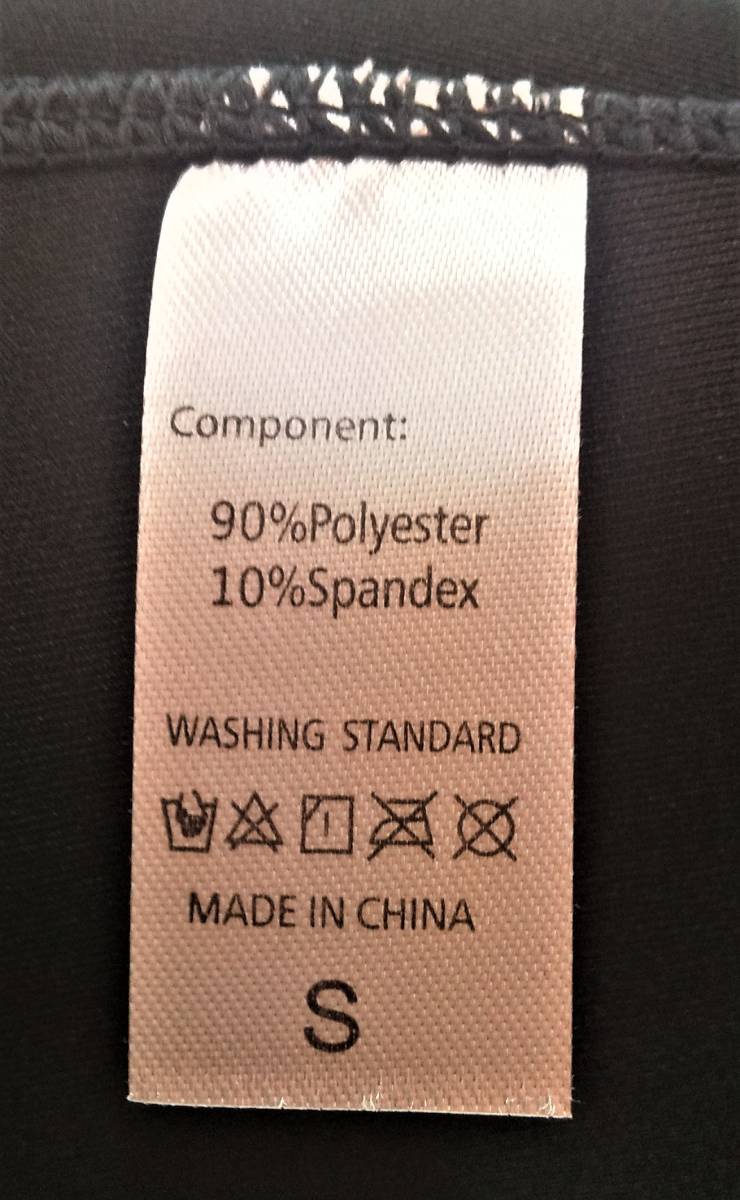 Component:
90%Polyester
10%Spandex
WASHING STANDARD
MADE IN CHINA
S